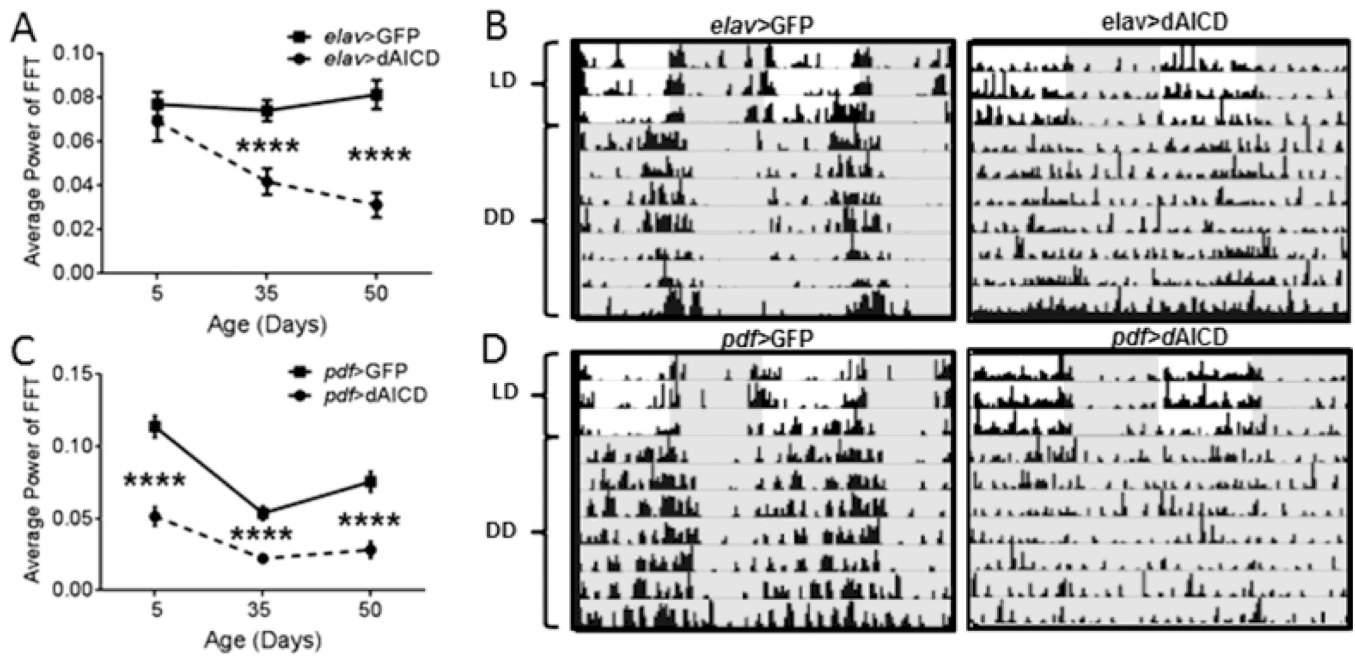 A
elav>GFP
elav>dAICD
Average Power of FFT
0.10
0.08
0.06
0.04
0.02
0.00
****
****
5
35
50
Age (Days)
B
elav>GFP
elav>dAICD
LD
DD
C
pdf>GFP
pdf>dAICD
Average Power of FFT
0.15
0.10
0.05
0.00
****
****
****
5
35
50
Age (Days)
D
pdf>GFP
pdf>dAICD
LD
DD